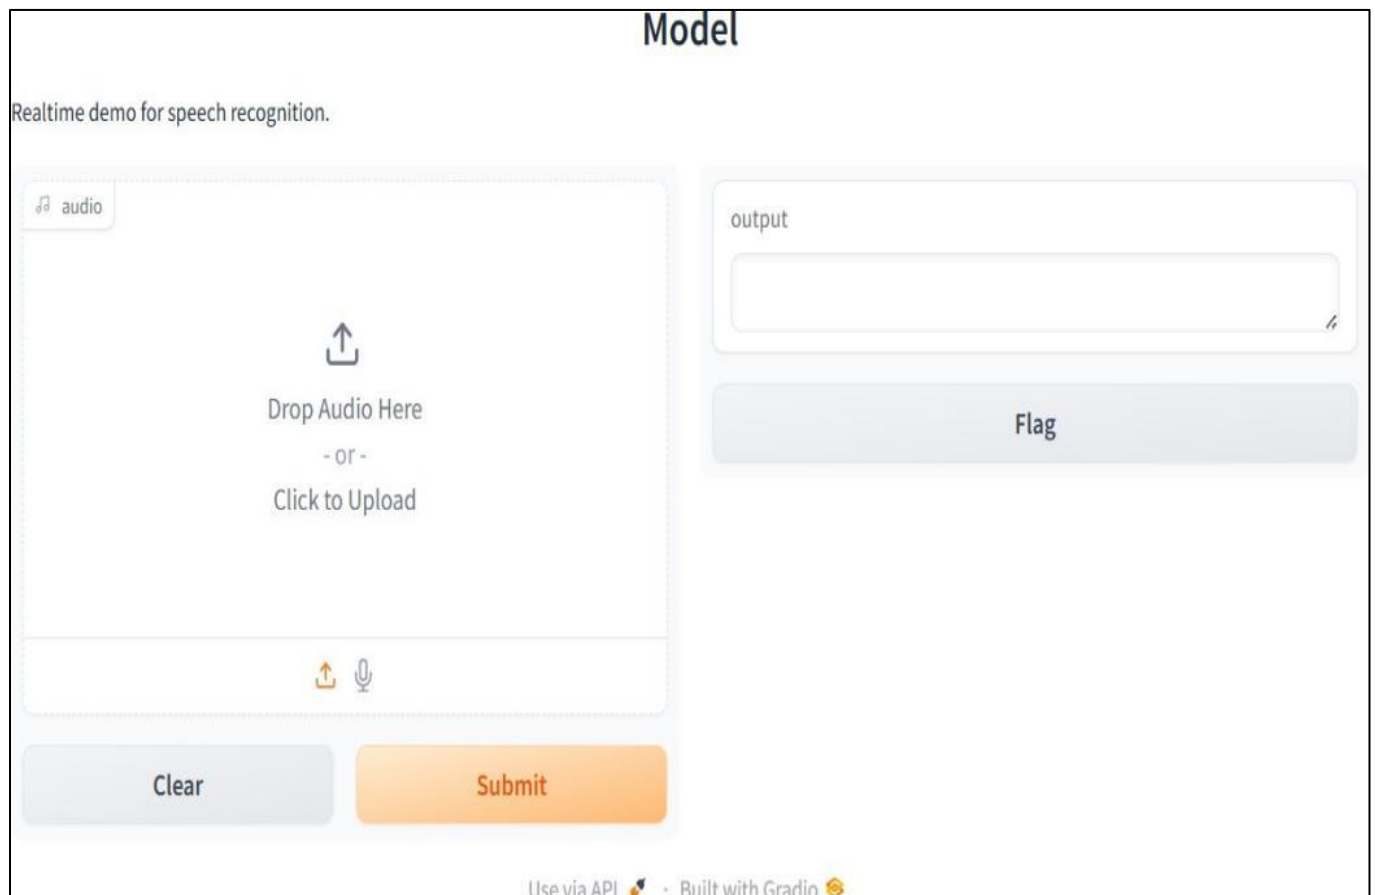 Model
Realtime demo for speech recognition.
audio
Drop Audio Here
- or -
Click to Upload
Clear
Submit
output
Flag
Use via API · Built with Gradio